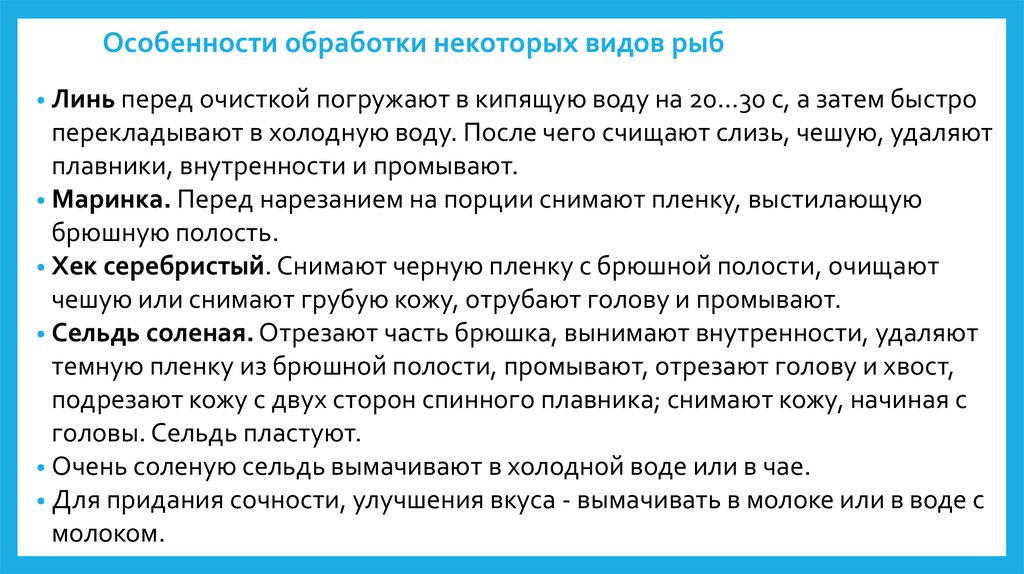 Особенности обработки некоторых видов рыб
• Линь перед очисткой погружают в кипящую воду на 20...30 с, а затем быстро
перекладывают в холодную воду. После чего счищают слизь, чешую, удаляют
плавники, внутренности и промывают.
• Маринка. Перед нарезанием на порции снимают пленку, выстилающую
брюшную полость.
• Хек серебристый. Снимают черную пленку с брюшной полости, очищают
чешую или снимают грубую кожу, отрубают голову и промывают.
• Сельдь соленая. Отрезают часть брюшка, вынимают внутренности, удаляют
темную пленку из брюшной полости, промывают, отрезают голову и хвост,
подрезают кожу с двух сторон спинного плавника; снимают кожу, начиная с
головы. Сельдь пластуют.
• Очень соленую сельдь вымачивают в холодной воде или в чае.
• Для придания сочности, улучшения вкуса - вымачивать в молоке или в воде с
молоком.